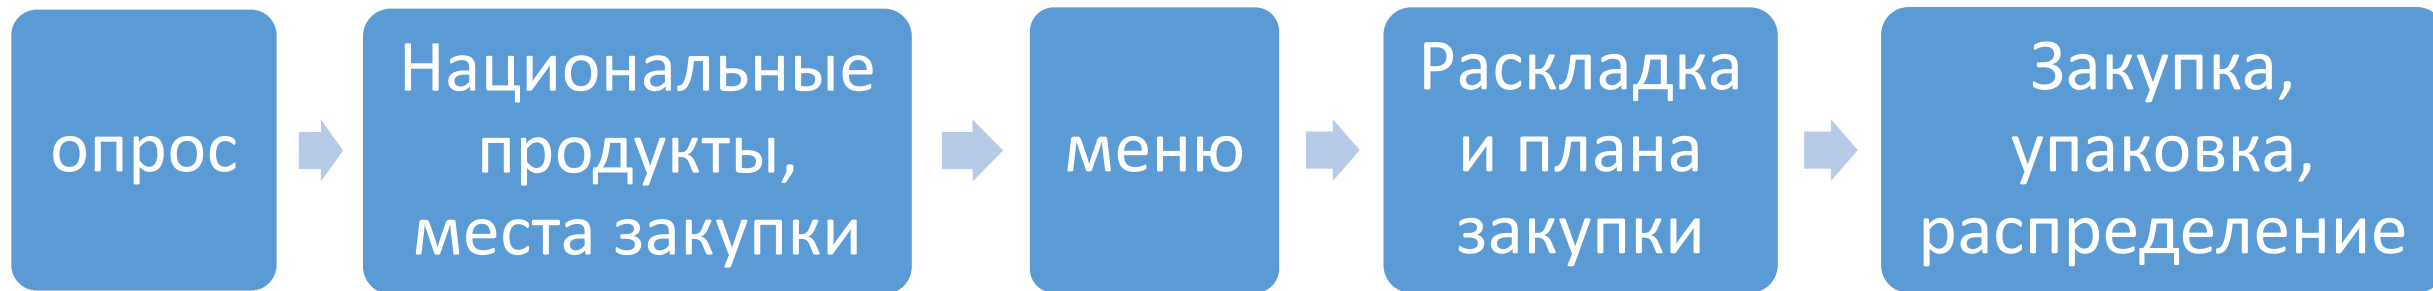 опрос
Национальные
продукты,
места закупки
меню
Раскладка
и плана
закупки
Закупка,
упаковка,
распределение